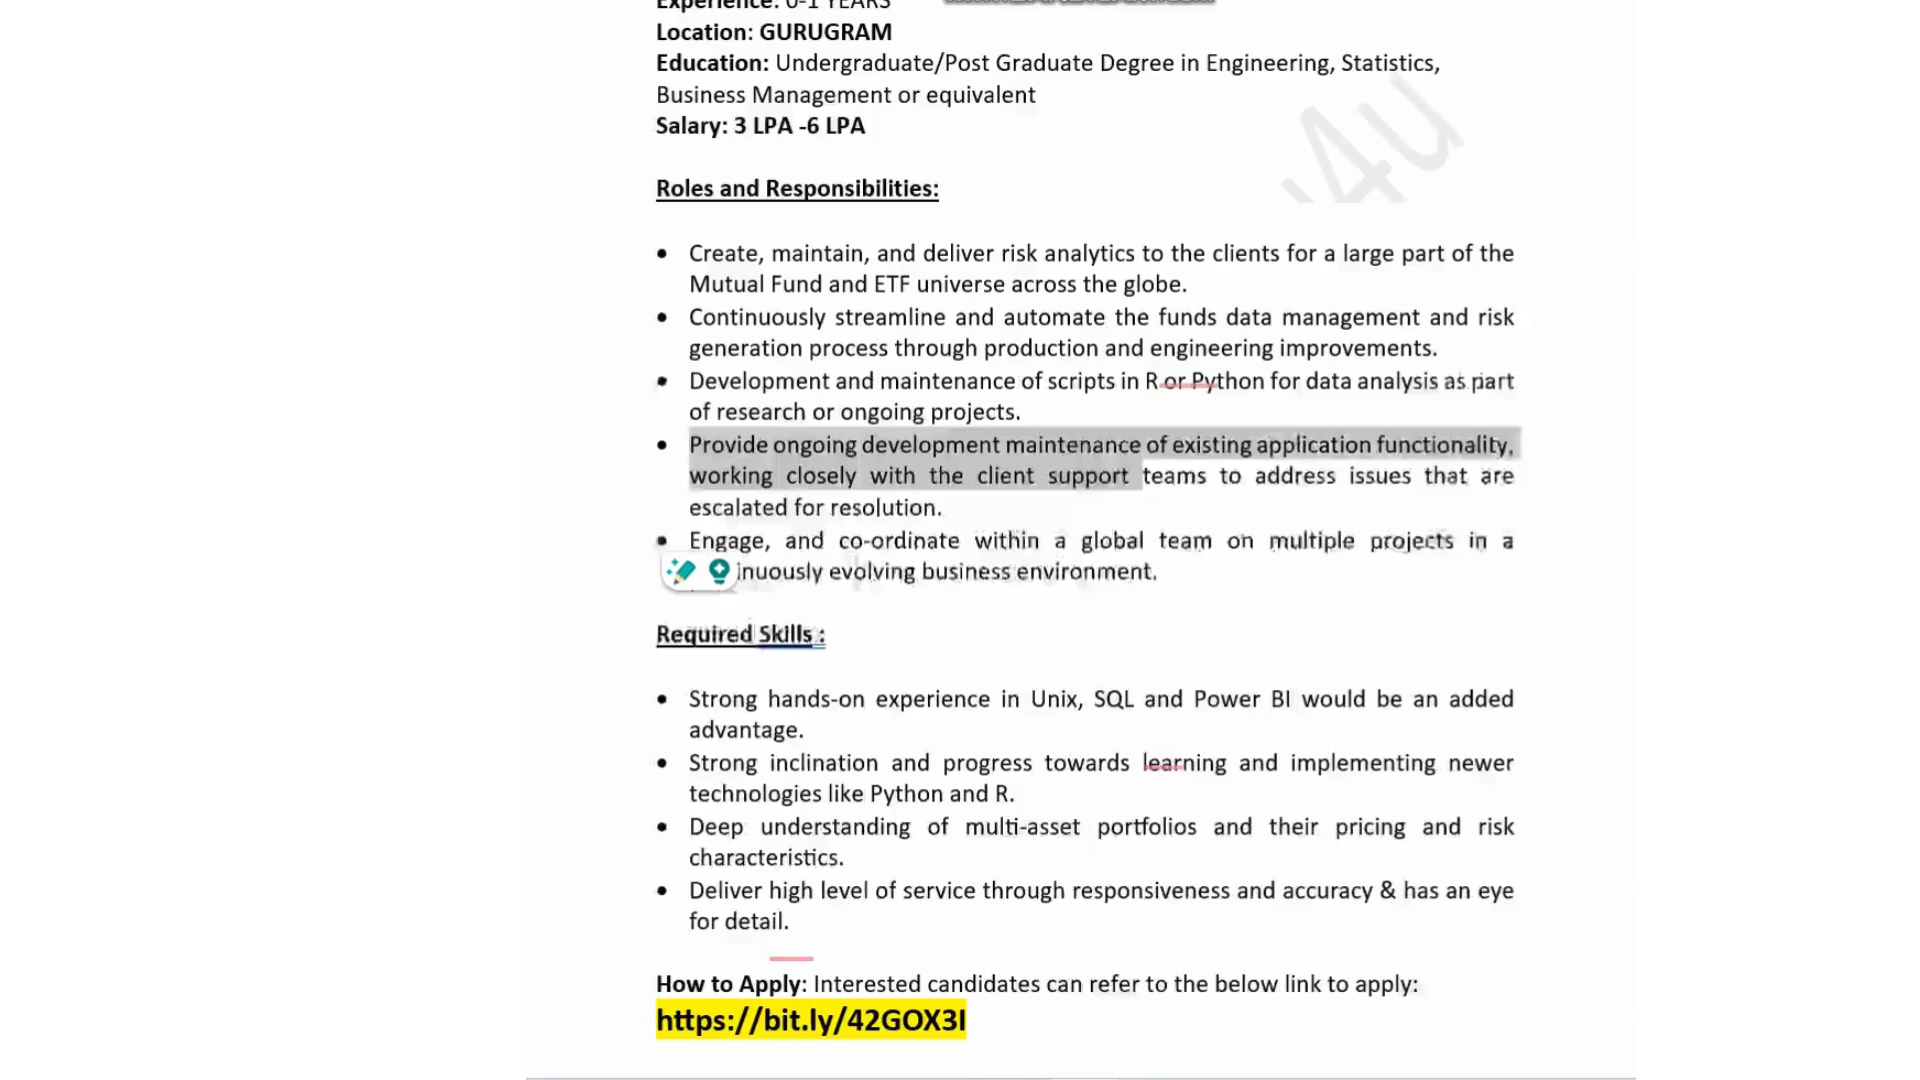 Experience: 0-1 YEARS
Location: GURUGRAM
Education: Undergraduate/Post Graduate Degree in Engineering, Statistics,
Business Management or equivalent
Salary: 3 LPA -6 LPA
4u
Roles and Responsibilities:
• Create, maintain, and deliver risk analytics to the clients for a large part of the
Mutual Fund and ETF universe across the globe.
• Continuously streamline and automate the funds data management and risk
generation process through production and engineering improvements.
• Development and maintenance of scripts in R or Python for data analysis as part
of research or ongoing projects.
• Provide ongoing development maintenance of existing application functionality,
working closely with the client support teams to address issues that are
escalated for resolution.
• Engage, and co-ordinate within a global team on multiple projects in a
inuously evolving business environment.
Required Skills :
• Strong hands-on experience in Unix, SQL and Power BI would be an added
advantage.
• Strong inclination and progress towards learning and implementing newer
technologies like Python and R.
• Deep understanding of multi-asset portfolios and their pricing and risk
characteristics.
• Deliver high level of service through responsiveness and accuracy & has an eye
for detail.
How to Apply: Interested candidates can refer to the below link to apply:
https://bit.ly/42GOX3I